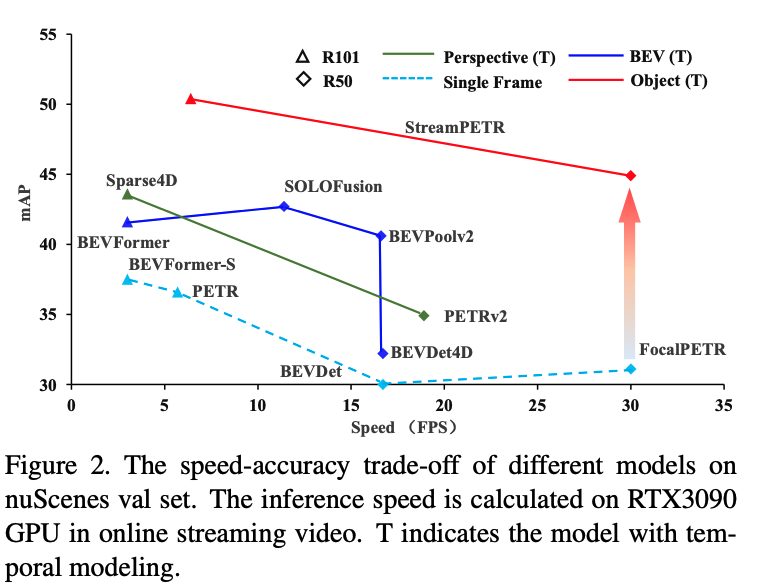 55
50
45
40
35
30
mAP
R101
R50
Perspective (T)
Single Frame
BEV (T)
Object (T)
StreamPETR
Sparse4D
SOLOFusion
BEVFormer
BEVPoolv2
BEVFormer-S
PETR
PETRv2
BEVDet4D
BEVDet
FocalPETR
0 5 10 15 20 25 30 35
Speed （FPS）
Figure 2. The speed-accuracy trade-off of different models on
nuScenes val set. The inference speed is calculated on RTX3090
GPU in online streaming video. T indicates the model with tem-
poral modeling.